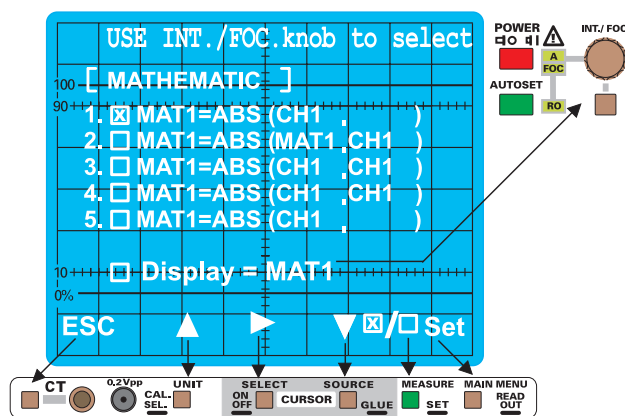 USE INT./FOC.knob to select
[ MATHEMATIC ]
100
90
1. ☒ MAT1=ABS (CH1 , )
2. ☐ MAT1=ABS (MAT1 , CH1 )
3. ☐ MAT1=ABS (CH1 , )
4. ☐ MAT1=ABS (CH1 , CH1 )
5. ☐ MAT1=ABS (CH1 , )
10
☐ Display = MAT1
0%
ESC ▲ ▶ ▼ ☒/☐ Set
POWER
INT./ FOC
A
FOC
AUTOSET
RO
CT
0.2Vpp
CAL.
SEL.
UNIT
ON
OFF
SELECT
CURSOR
SOURCE
GLUE
MEASURE
SET
MAIN MENU
READ
OUT